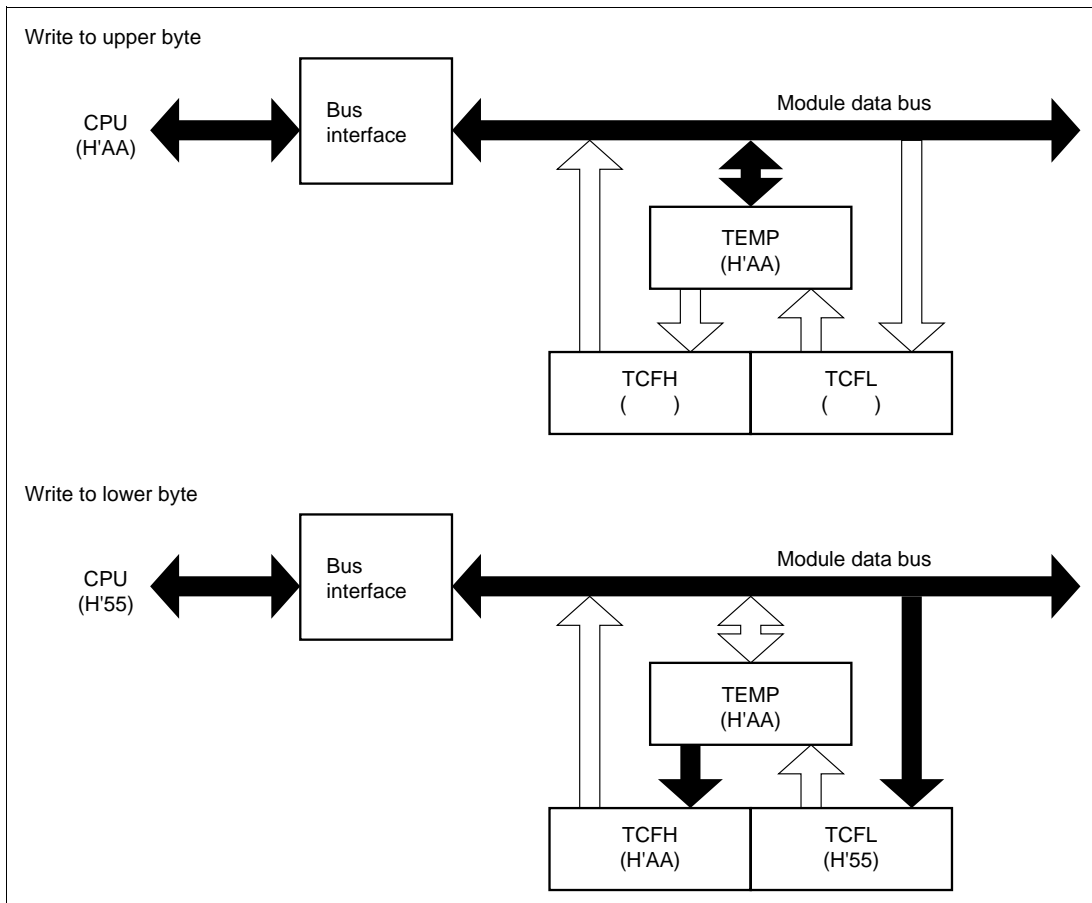 Write to upper byte
CPU
(H'AA)
Bus
interface
Module data bus
TEMP
(H'AA)
TCFH
( )
TCFL
( )
Write to lower byte
CPU
(H'55)
Bus
interface
Module data bus
TEMP
(H'AA)
TCFH
(H'AA)
TCFL
(H'55)